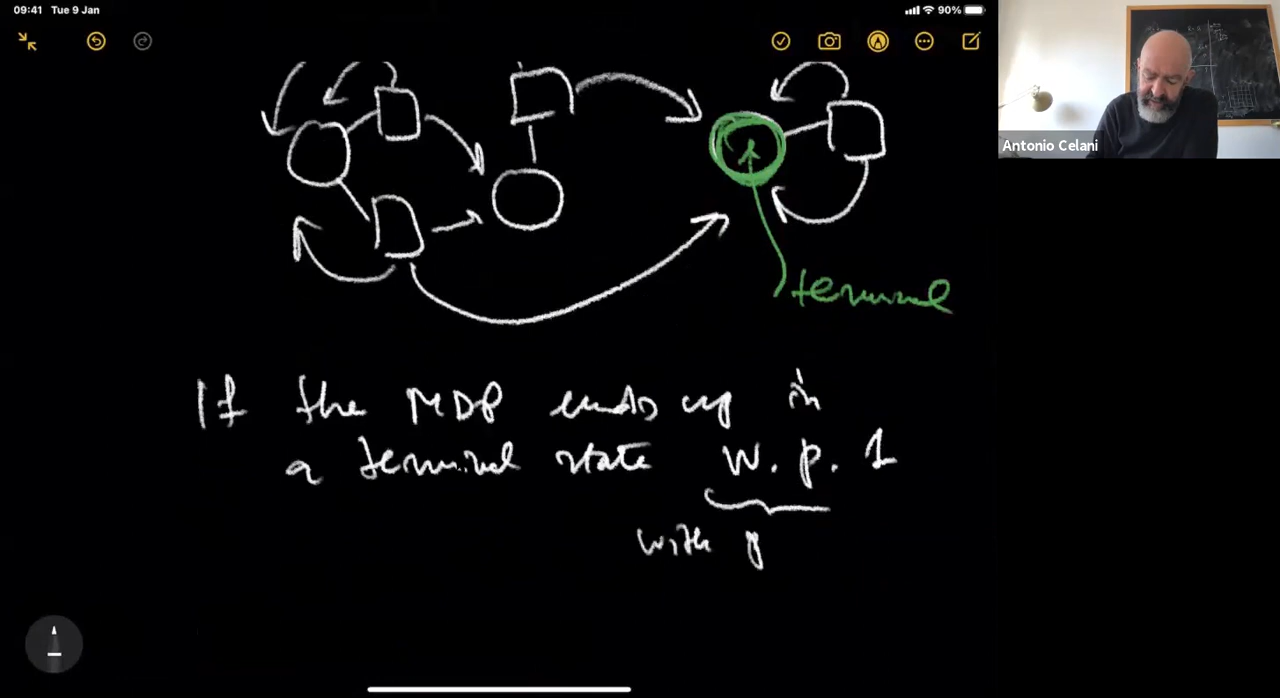 09:41 Tue 9 Jan
90%
Antonio Celani
terminal
If the MDP ends up in
a terminal state w.p. 1
with p